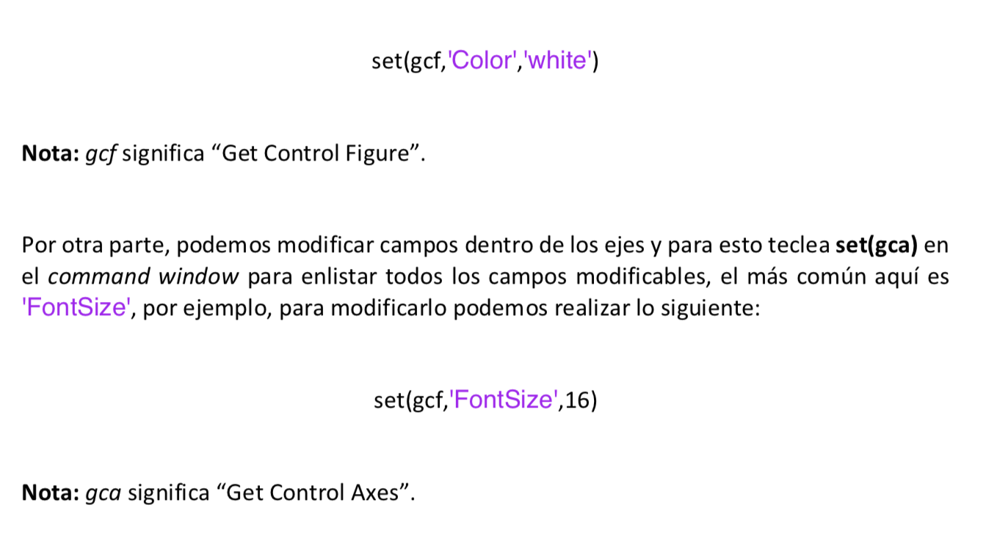 set(gcf,'Color','white')
Nota: gcf significa “Get Control Figure”.
Por otra parte, podemos modificar campos dentro de los ejes y para esto teclea set(gca) en
el command window para enlistar todos los campos modificables, el más común aquí es
'FontSize', por ejemplo, para modificarlo podemos realizar lo siguiente:
set(gcf,'FontSize',16)
Nota: gca significa “Get Control Axes”.